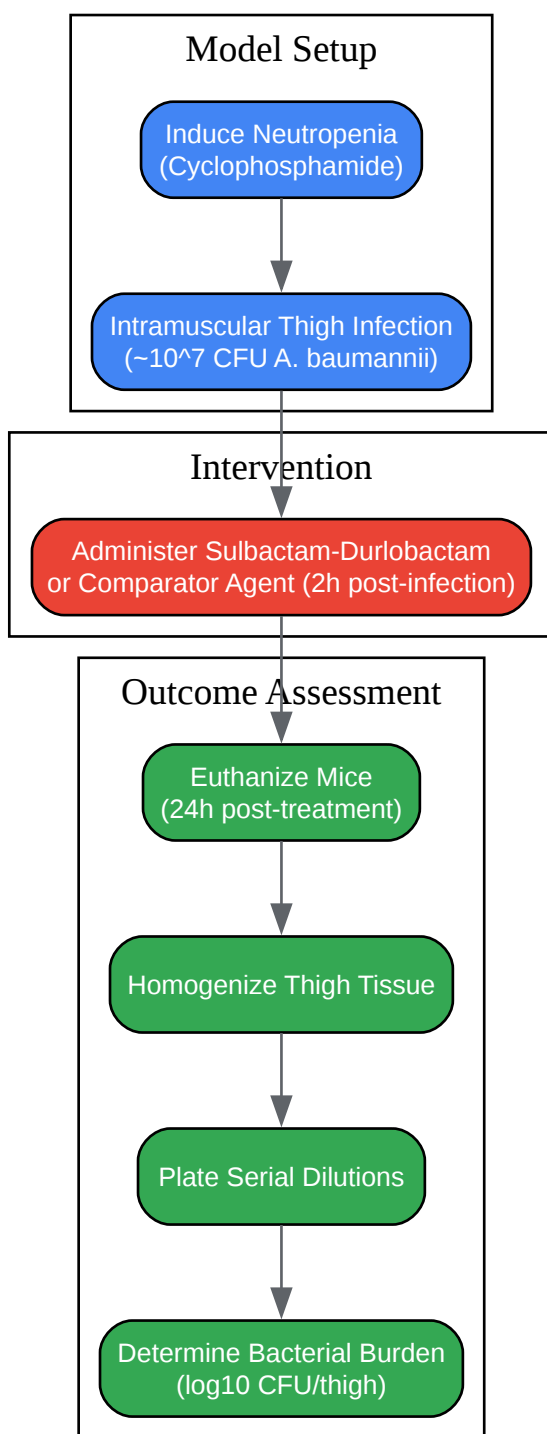 Model Setup
Induce Neutropenia
(Cyclophosphamide)
Intramuscular Thigh Infection
(~10^7 CFU A. baumannii)
Intervention
Administer Sulbactam-Durlobactam
or Comparator Agent (2h post-infection)
Outcome Assessment
Euthanize Mice
(24h post-treatment)
Homogenize Thigh Tissue
Plate Serial Dilutions
Determine Bacterial Burden
(log10 CFU/thigh)